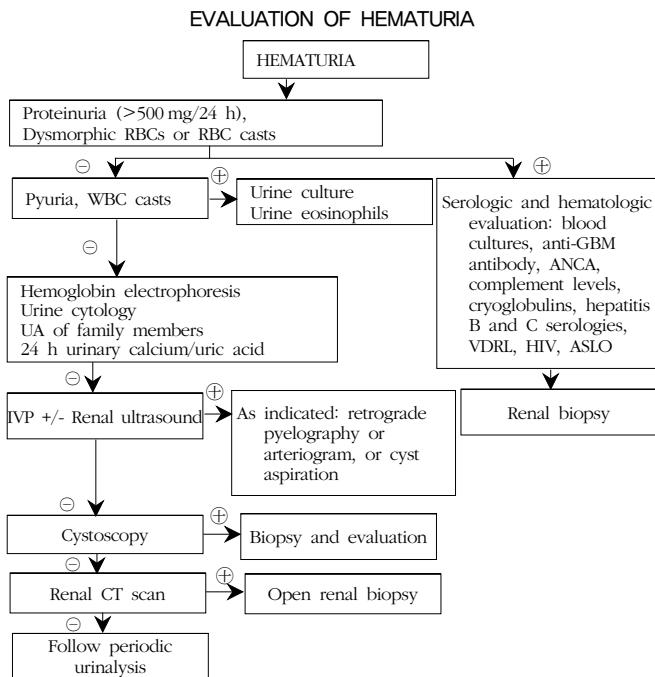 EVALUATION OF HEMATURIA
HEMATURIA
Proteinuria (>500 mg/24 h),
Dysmorphic RBCs or RBC casts
⊖
⊕
Pyuria, WBC casts
⊕
Urine culture
Urine eosinophils
Serologic and hematologic
evaluation: blood
cultures, anti-GBM
antibody, ANCA,
complement levels,
cryoglobulins, hepatitis
B and C serologies,
VDRL, HIV, ASLO
⊖
Hemoglobin electrophoresis
Urine cytology
UA of family members
24 h urinary calcium/uric acid
⊖
IVP +/- Renal ultrasound
⊕
As indicated: retrograde
pyelography or
arteriogram, or cyst
aspiration
Renal biopsy
⊖
Cystoscopy
⊕
Biopsy and evaluation
⊖
Renal CT scan
⊕
Open renal biopsy
⊖
Follow periodic
urinalysis